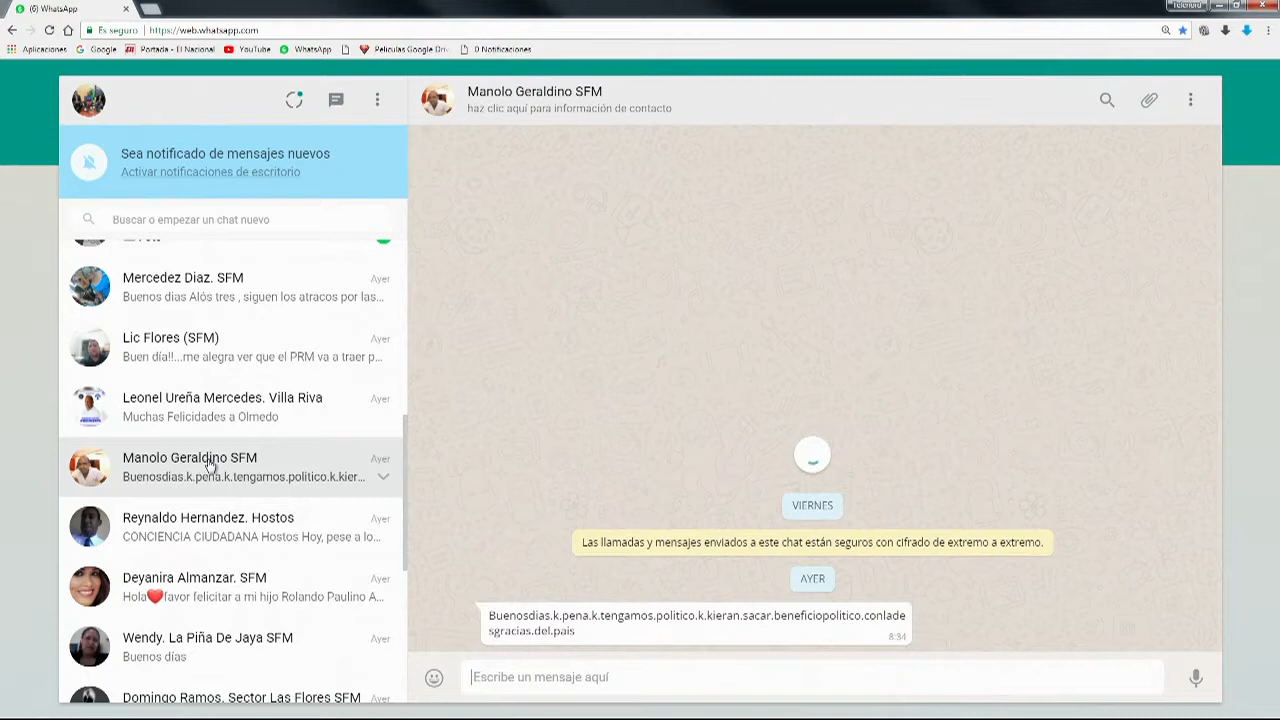 (6) WhatsApp
Telenord
Es seguro
https://web.whatsapp.com
Aplicaciones
Google
Portada - El Nacional
YouTube
WhatsApp
Peliculas Google Dri
0 Notificaciones
Manolo Geraldino SFM
haz clic aquí para información de contacto
Sea notificado de mensajes nuevos
Activar notificaciones de escritorio
Buscar o empezar un chat nuevo
Mercedez Diaz. SFM
Ayer
Buenos dias Alós tres , siguen los atracos por las...
Lic Flores (SFM)
Ayer
Buen día!!...me alegra ver que el PRM va a traer p...
Leonel Ureña Mercedes. Villa Riva
Ayer
Muchas Felicidades a Olmedo
Manolo Geraldino SFM
Ayer
Buenosdias.k.pena.k.tengamos.politico.k.kier...
Reynaldo Hernandez. Hostos
Ayer
CONCIENCIA CIUDADANA Hostos Hoy, pese a lo...
Deyanira Almanzar. SFM
Ayer
Hola❤️favor felicitar a mi hijo Rolando Paulino A...
Wendy. La Piña De Jaya SFM
Ayer
Buenos días
Domingo Ramos. Sector Las Flores SFM
Ayer
VIERNES
Las llamadas y mensajes enviados a este chat están seguros con cifrado de extremo a extremo.
AYER
Buenosdias.k.pena.k.tengamos.politico.k.kieran.sacar.beneficiopolitico.conlade
sgracias.del.pais
8:34
Escribe un mensaje aquí